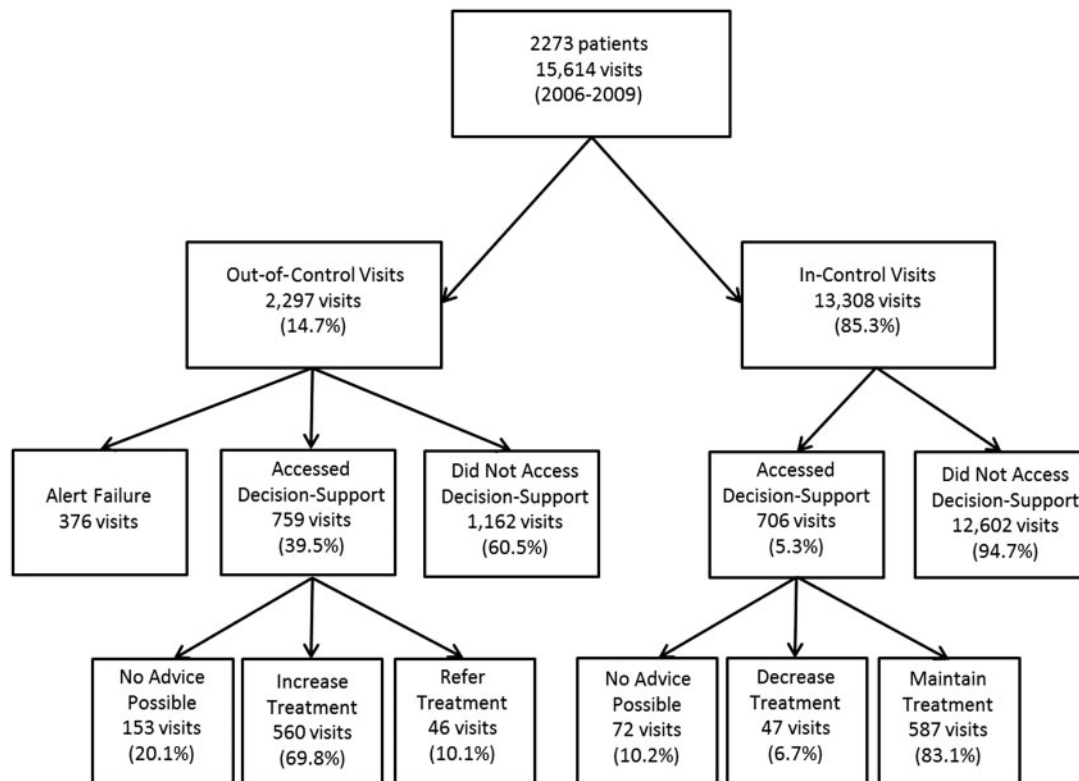 2273 patients
15,614 visits
(2006-2009)
Out-of-Control Visits
2,297 visits
(14.7%)
In-Control Visits
13,308 visits
(85.3%)
Alert Failure
376 visits
Accessed
Decision-Support
759 visits
(39.5%)
Did Not Access
Decision-Support
1,162 visits
(60.5%)
Accessed
Decision-Support
706 visits
(5.3%)
Did Not Access
Decision-Support
12,602 visits
(94.7%)
No Advice
Possible
153 visits
(20.1%)
Increase
Treatment
560 visits
(69.8%)
Refer
Treatment
46 visits
(10.1%)
No Advice
Possible
72 visits
(10.2%)
Decrease
Treatment
47 visits
(6.7%)
Maintain
Treatment
587 visits
(83.1%)